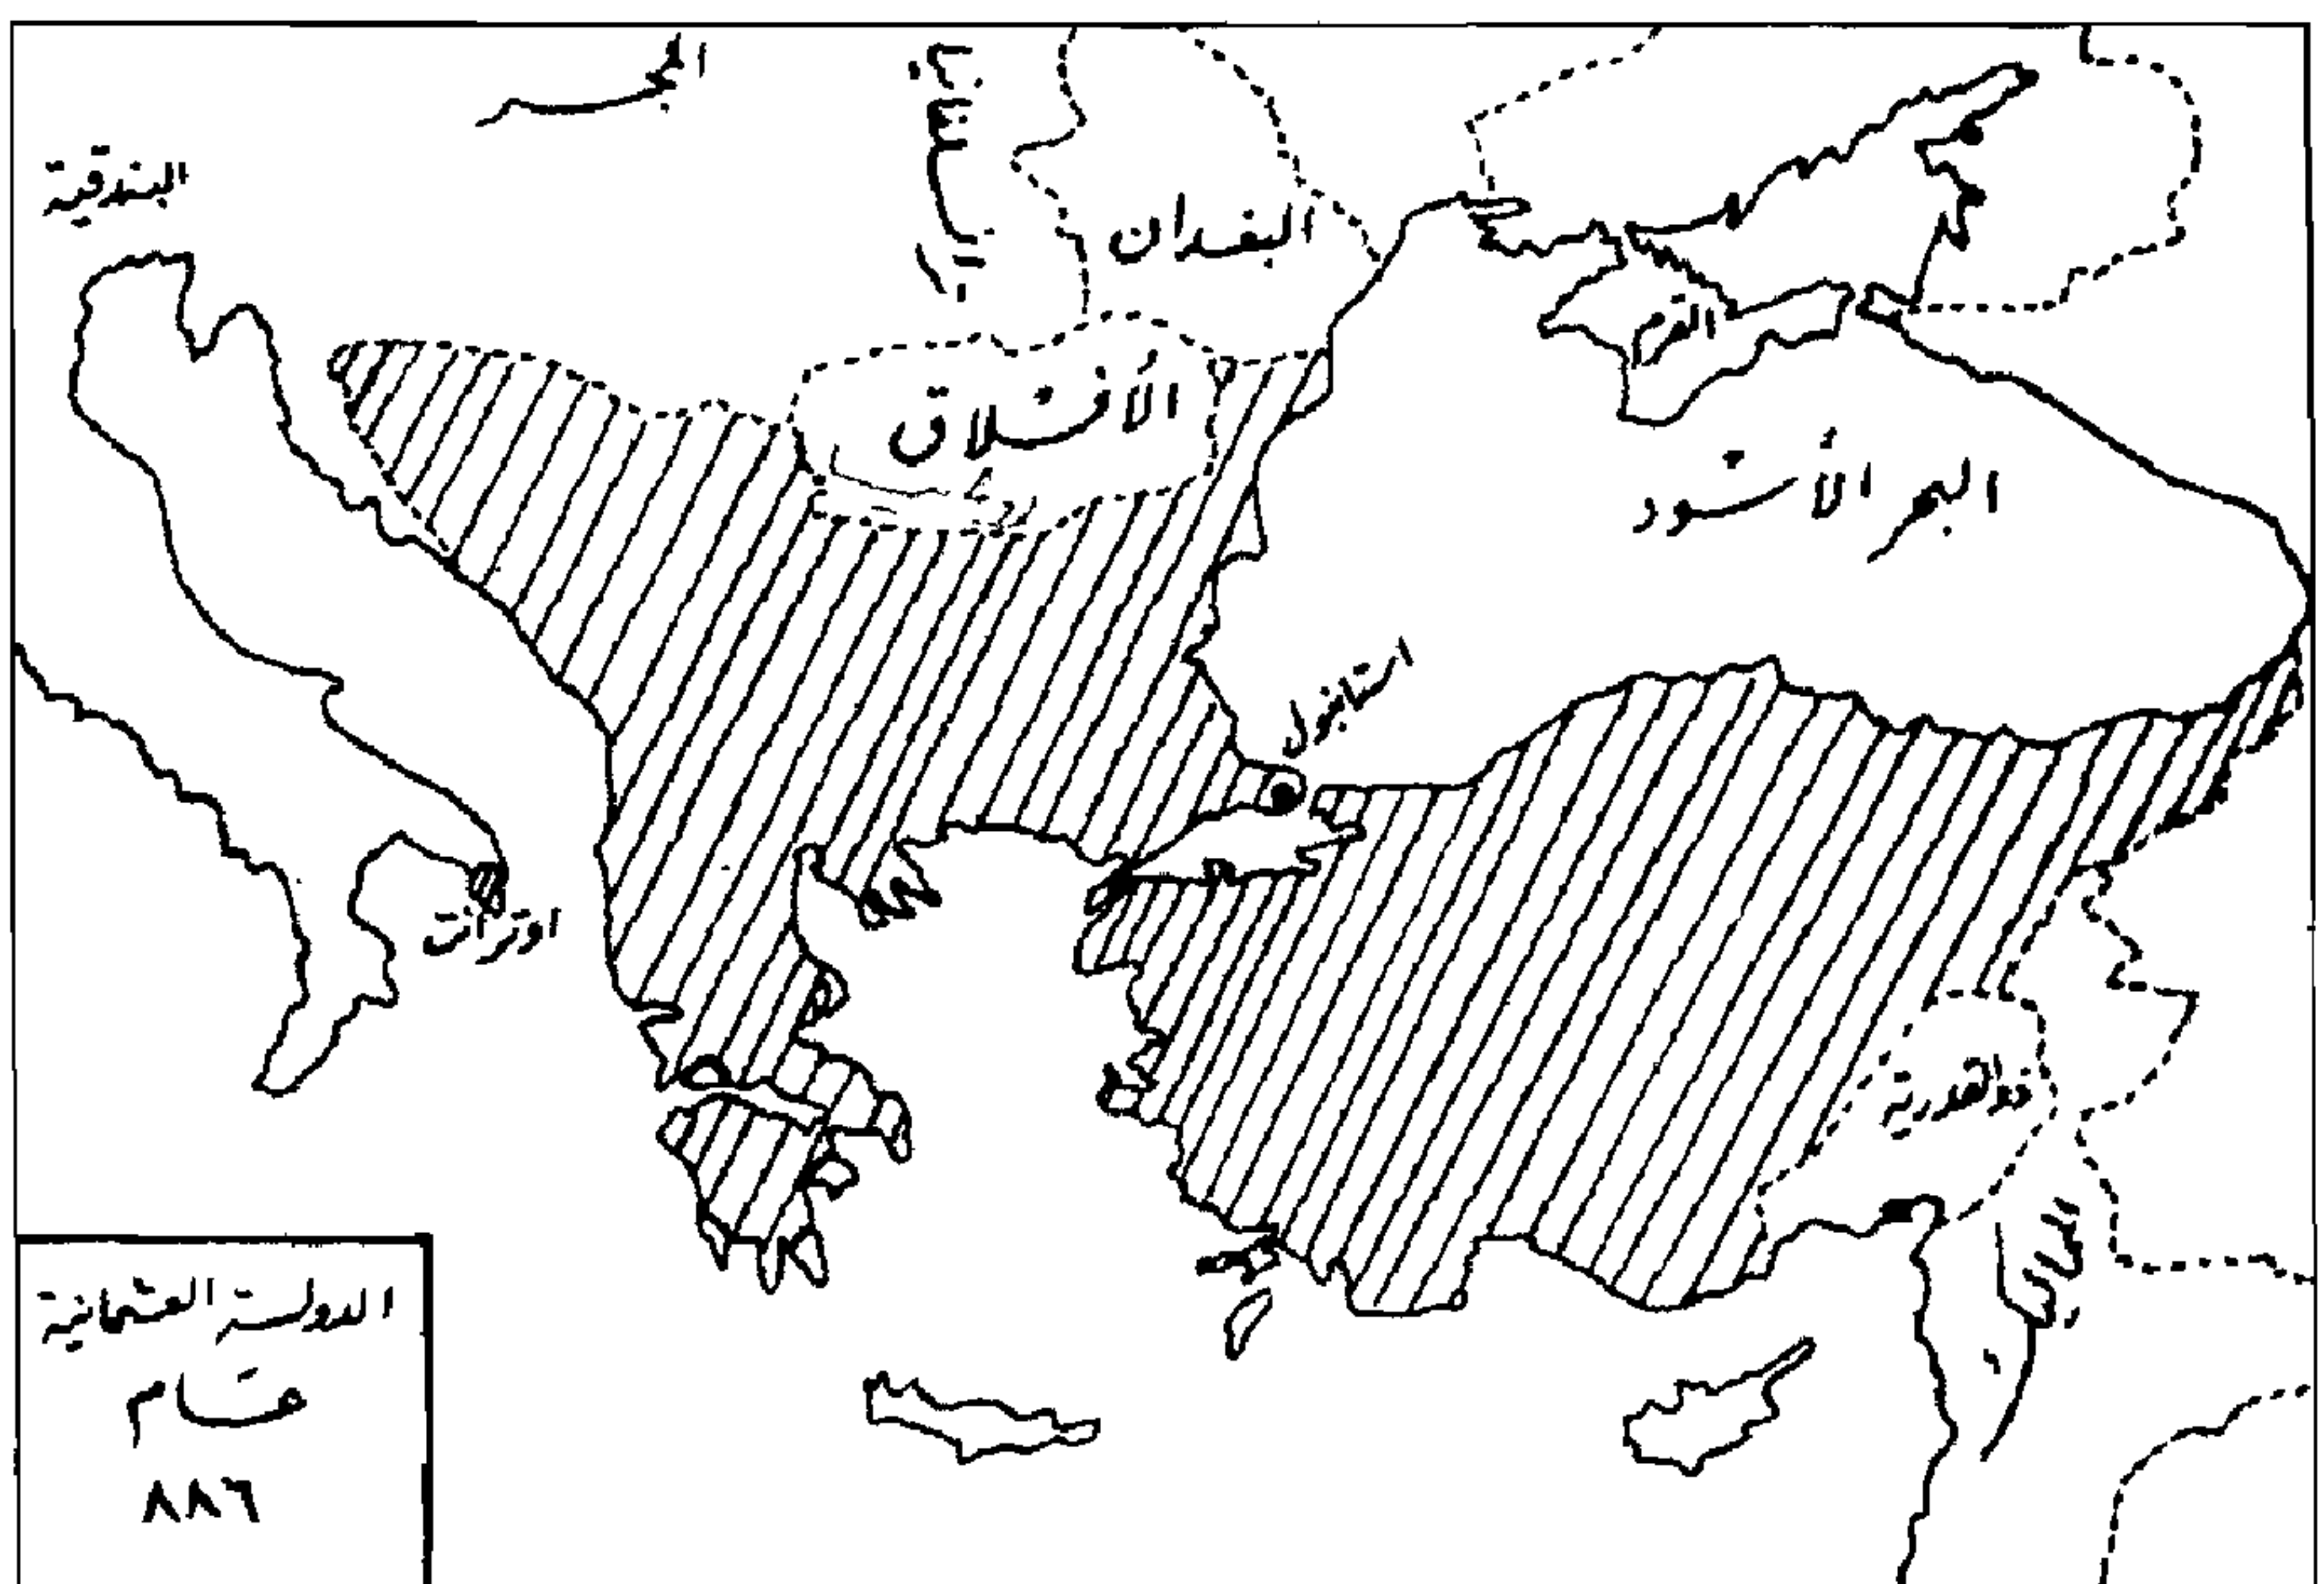 المجر
البندقية
البغدان
القرم
الأفلاق
البحر الأسود
استانبول
اوترانت
ذو القدرية
المماليك
الدولة العثمانية
عام
٨٨٦